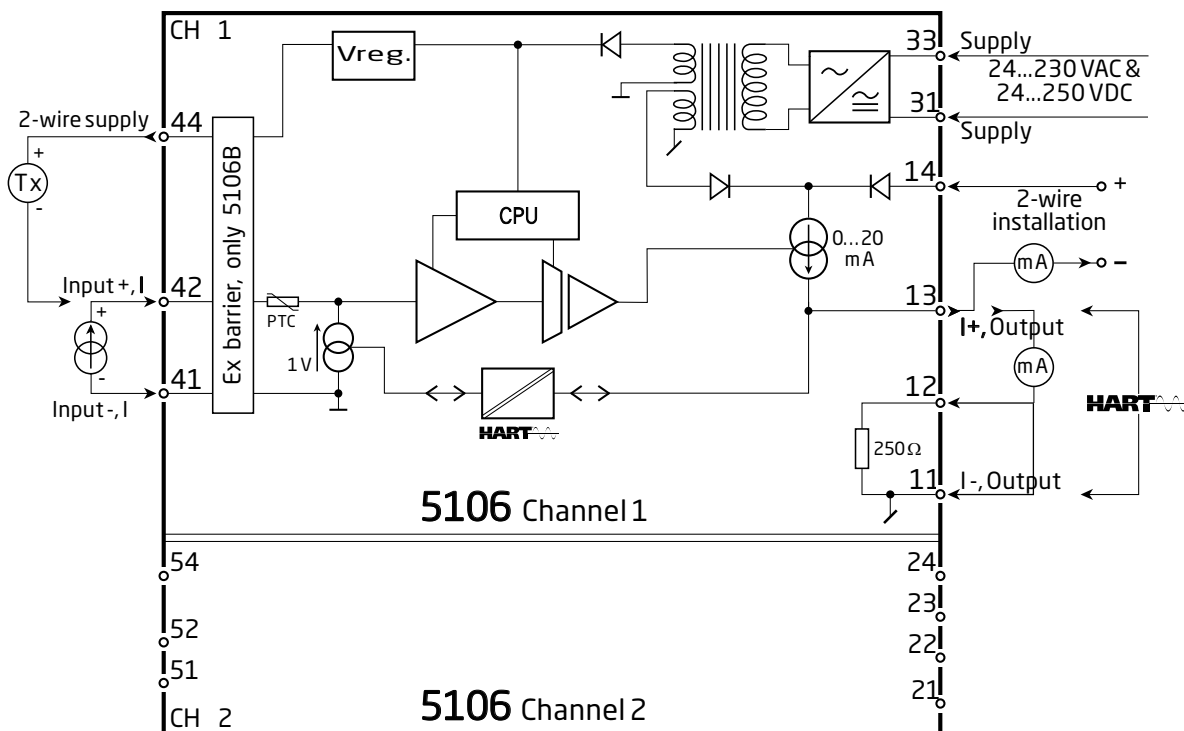 CH 1
Vreg.
33
Supply
24...230 VAC &
24...250 VDC
31
Supply
2-wire supply
44
+
Tx
-
Ex barrier, only 5106B
CPU
14
+
2-wire
installation
0...20
mA
mA
-
Input +, I
42
+
-
PTC
1 V
13
I+, Output
mA
41
Input -, I
HART
12
HART
250 Ω
11
I -, Output
5106 Channel 1
54
24
23
52
22
51
21
5106 Channel 2
CH 2